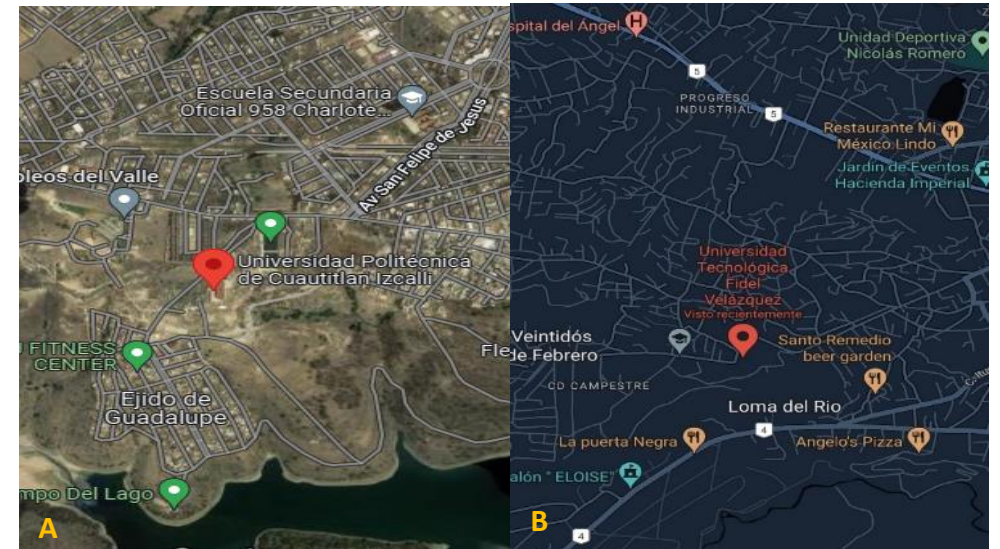 Escuela Secundaria
Oficial 958 Charlote...
Av San Felipe de Jesus
oleos del Valle
Universidad Politécnica
de Cuautitlan Izcalli
FITNESS
CENTER
Ejido de
Guadalupe
mpo Del Lago
A
spital del Ángel
H
Unidad Deportiva
Nicolás Romero
5
PROGRESO
INDUSTRIAL
5
Restaurante Mi
México Lindo
Jardin de Eventos
Hacienda Imperial
Universidad
Tecnológica
Fidel
Velázquez
Visto recientemente
Veintidós
de Febrero
Fle
Santo Remedio
beer garden
CD CAMPESTRE
Loma del Rio
La puerta Negra
4
Angelo's Pizza
alón " ELOISE"
B
4